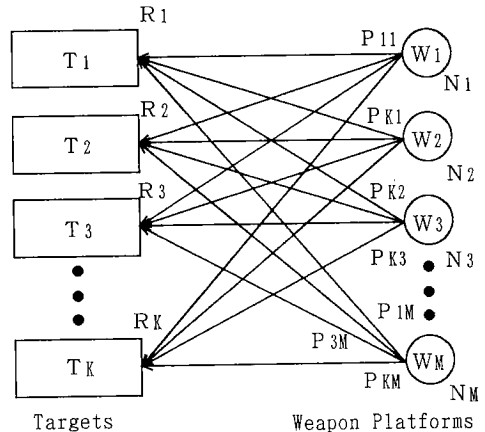 R1
P11
T1
W1
N1
R2
PK1
T2
W2
N2
R3
PK2
T3
W3
PK3
N3
RK
P1M
P3M
TK
WM
PKM
NM
Targets
Weapon Platforms